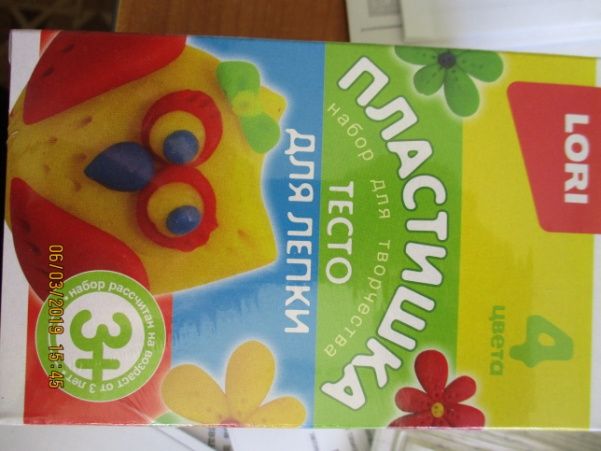 LORI
4
цвета
ПЛАСТИШКА
набор для творчества
ТЕСТО
ДЛЯ ЛЕПКИ
3+
набор рассчитан на возраст от 3 лет
06/03/2019 15:45